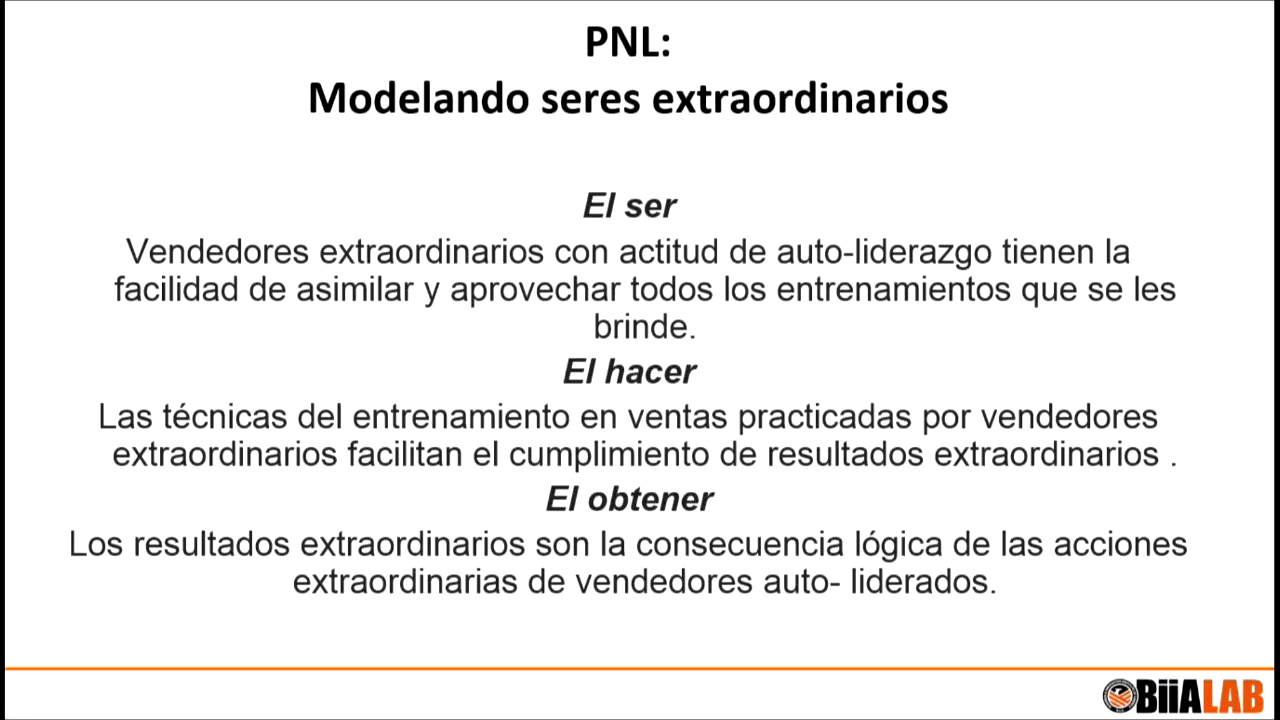 PNL:
Modelando seres extraordinarios
El ser
Vendedores extraordinarios con actitud de auto-liderazgo tienen la
facilidad de asimilar y aprovechar todos los entrenamientos que se les
brinde.
El hacer
Las técnicas del entrenamiento en ventas practicadas por vendedores
extraordinarios facilitan el cumplimiento de resultados extraordinarios .
El obtener
Los resultados extraordinarios son la consecuencia lógica de las acciones
extraordinarias de vendedores auto- liderados.
BiiALAB